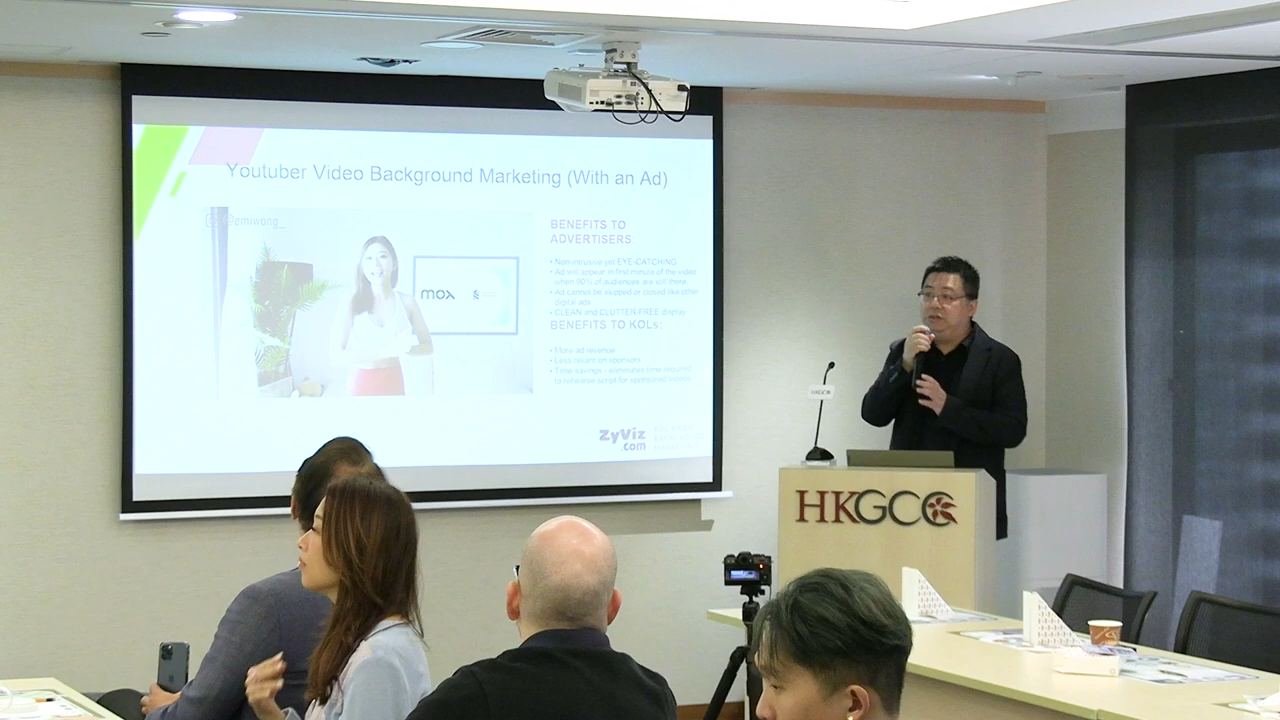 Youtuber Video Background Marketing (With an Ad)
@emiwong_
mox
BENEFITS TO
ADVERTISERS:
• Non-intrusive yet EYE-CATCHING
• Ad will appear in first minute of the video
when 90% of audiences are still there
• Ad cannot be skipped or closed like other
digital ads
• CLEAN and CLUTTER-FREE display
BENEFITS TO KOLs:
• More ad revenue
• Less reliant on sponsors
• Time savings - eliminates time required
to rehearse script for sponsored videos
ZyViz
.com
HKGCC